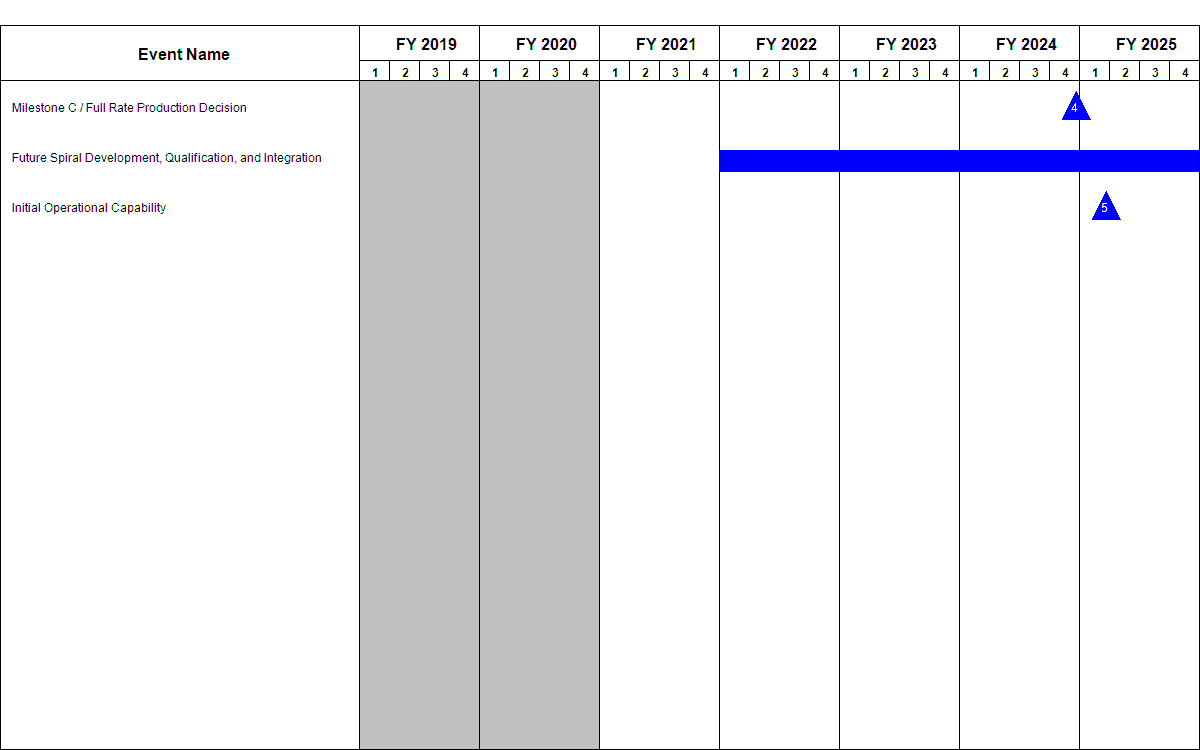 Event Name
FY 2019 FY 2020 FY 2021 FY 2022 FY 2023 FY 2024 FY 2025
1 2 3 4 1 2 3 4 1 2 3 4 1 2 3 4 1 2 3 4 1 2 3 4 1 2 3 4
Milestone C / Full Rate Production Decision
4
Future Spiral Development, Qualification, and Integration
Initial Operational Capability
5